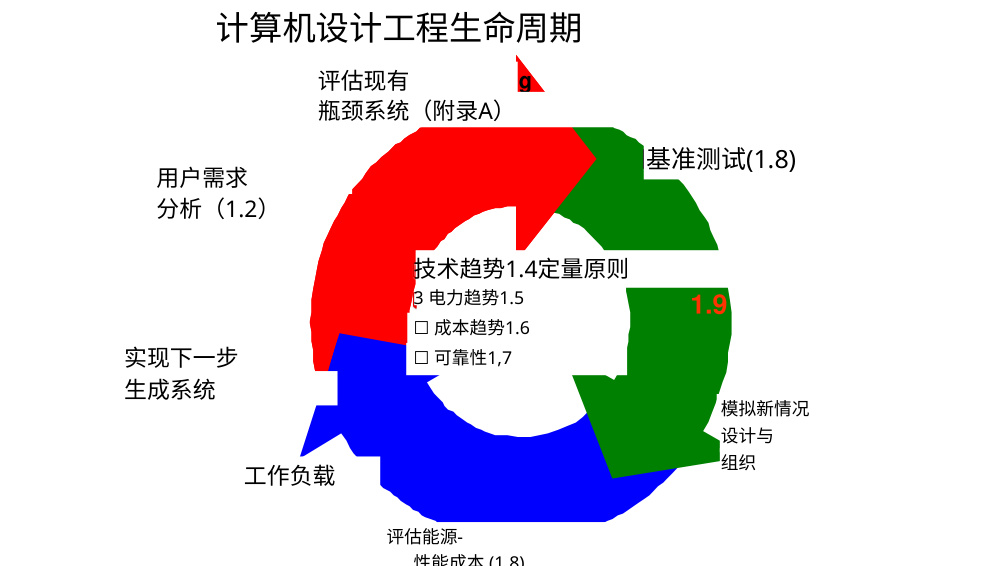 计算机设计工程生命周期
评估现有
瓶颈系统（附录A）
g
基准测试(1.8)
用户需求
分析（1.2）
技术趋势1.4定量原则
3 电力趋势1.5
□ 成本趋势1.6
□ 可靠性1,7
1.9
实现下一步
生成系统
模拟新情况
设计与
组织
工作负载
评估能源-
性能成本 (1.8)